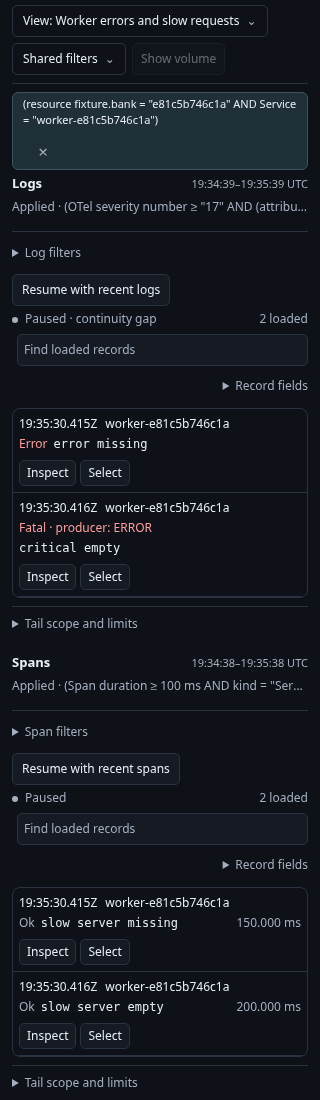 View: Worker errors and slow requests
Shared filters
Show volume
(resource fixture.bank = "e81c5b746c1a" AND Service
= "worker-e81c5b746c1a")
×
Logs 19:34:39–19:35:39 UTC
Applied · (OTel severity number ≥ "17" AND (attribu...
Log filters
Resume with recent logs
Paused · continuity gap 2 loaded
Find loaded records
Record fields
19:35:30.415Z worker-e81c5b746c1a
Error error missing
Inspect Select
19:35:30.416Z worker-e81c5b746c1a
Fatal · producer: ERROR
critical empty
Inspect Select
Tail scope and limits
Spans 19:34:38–19:35:38 UTC
Applied · (Span duration ≥ 100 ms AND kind = "Ser...
Span filters
Resume with recent spans
Paused 2 loaded
Find loaded records
Record fields
19:35:30.415Z worker-e81c5b746c1a
Ok slow server missing 150.000 ms
Inspect Select
19:35:30.416Z worker-e81c5b746c1a
Ok slow server empty 200.000 ms
Inspect Select
Tail scope and limits